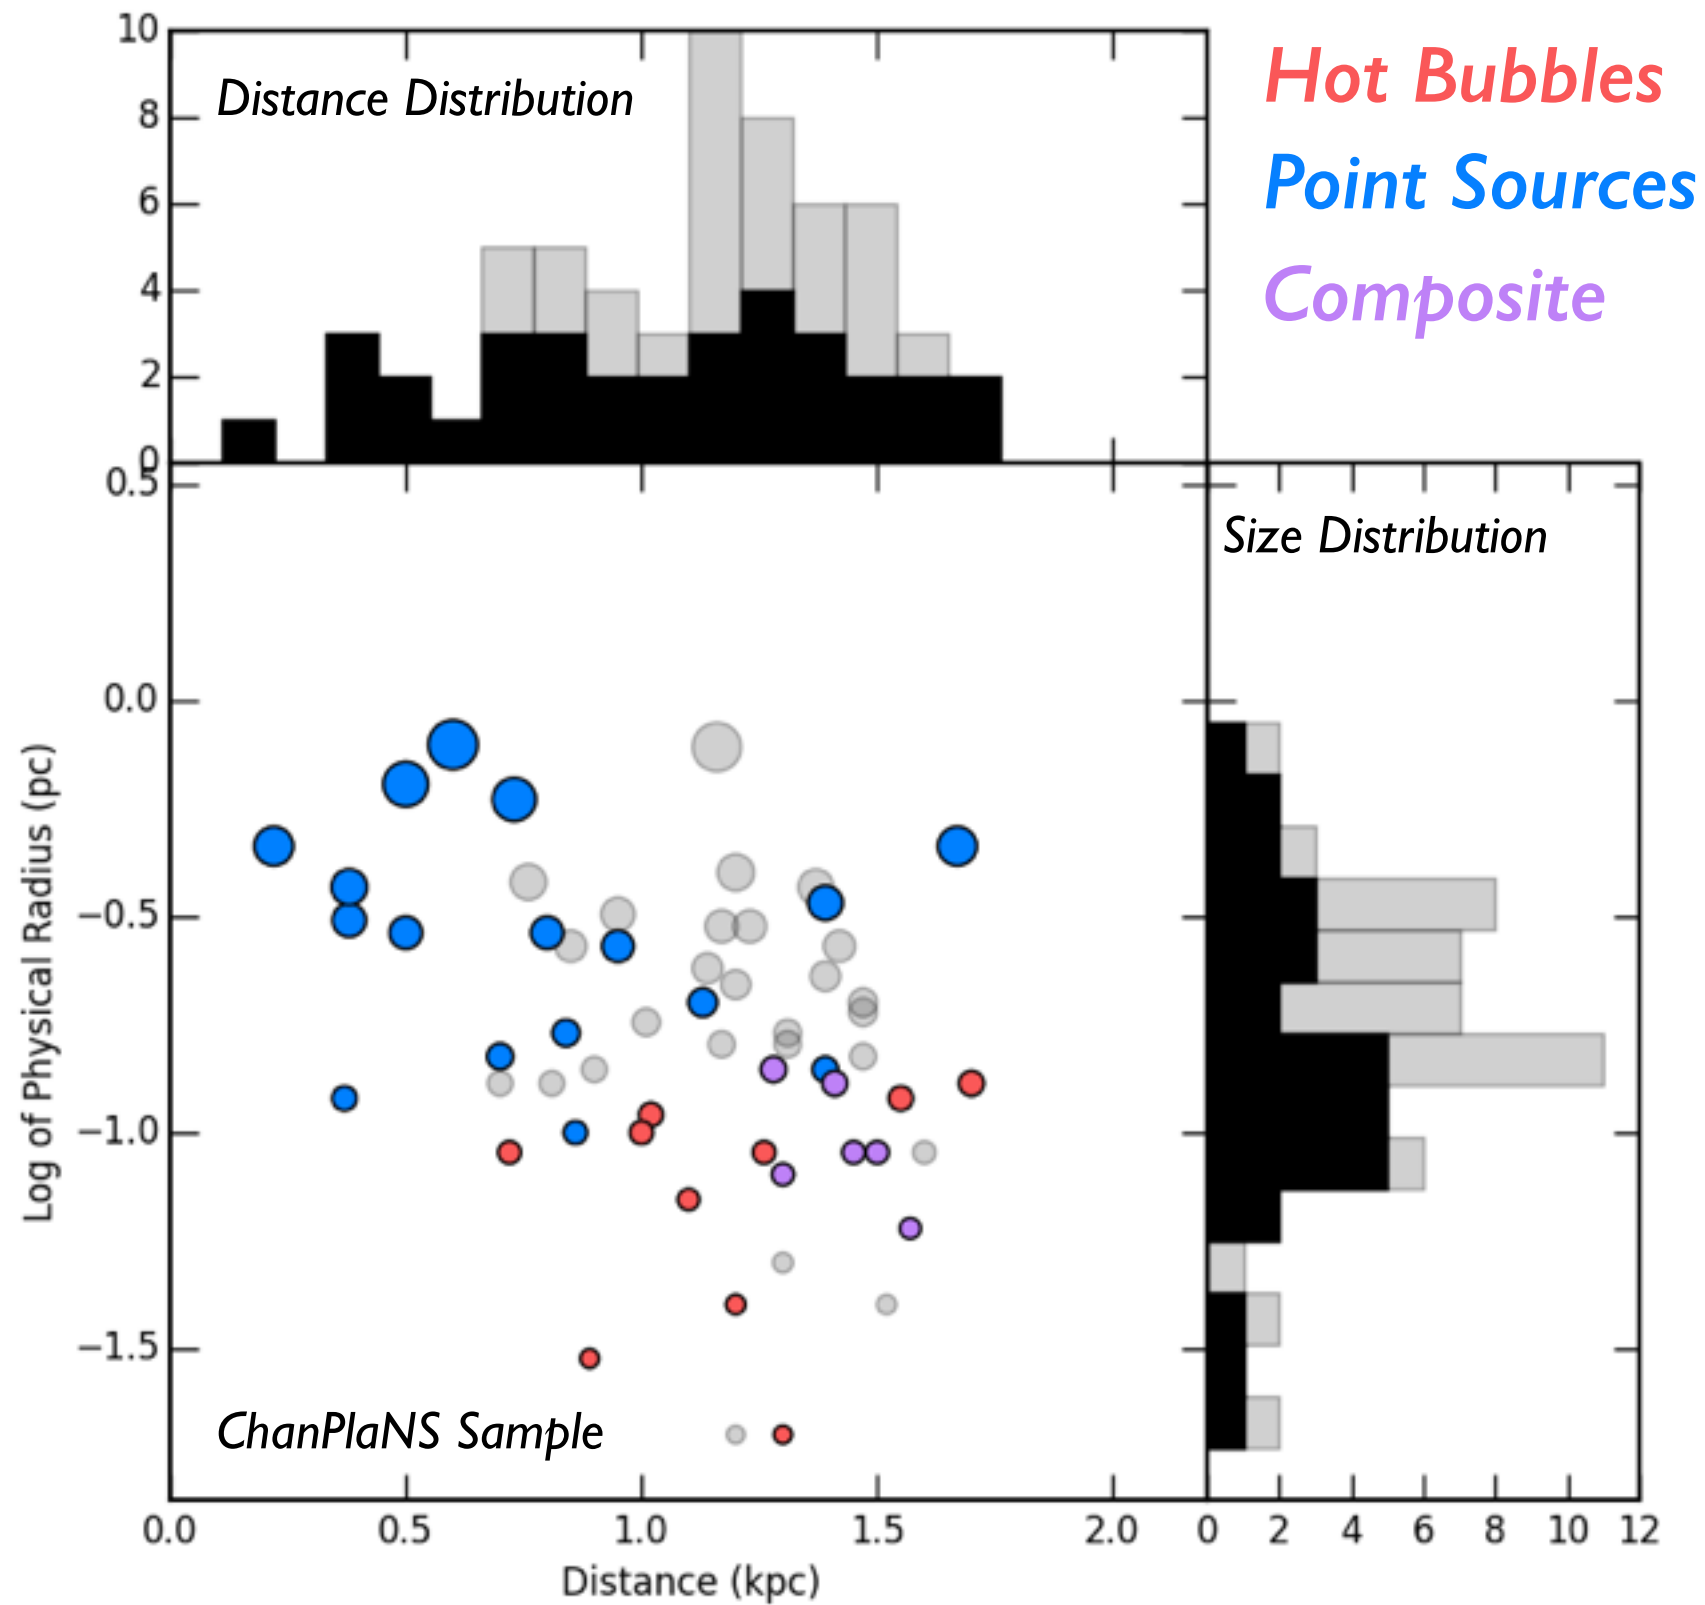 10
8
6
4
2
0
Distance Distribution
Hot Bubbles
Point Sources
Composite
0.5
0.0
−0.5
−1.0
−1.5
Log of Physical Radius (pc)
Size Distribution
ChanPlaNS Sample
0.0 0.5 1.0 1.5 2.0
0 2 4 6 8 10 12
Distance (kpc)